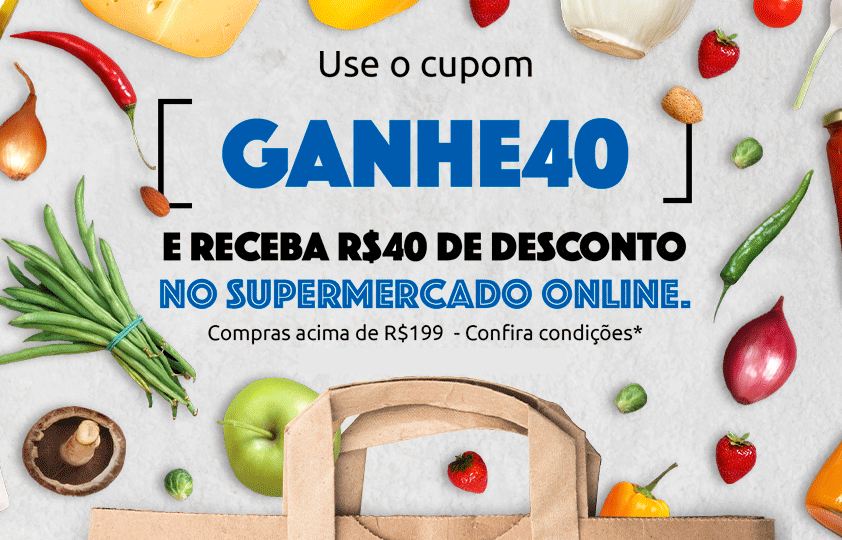 Use o cupom
GANHE40
E RECEBA R$40 DE DESCONTO
NO SUPERMERCADO ONLINE.
Compras acima de R$199 - Confira condições*